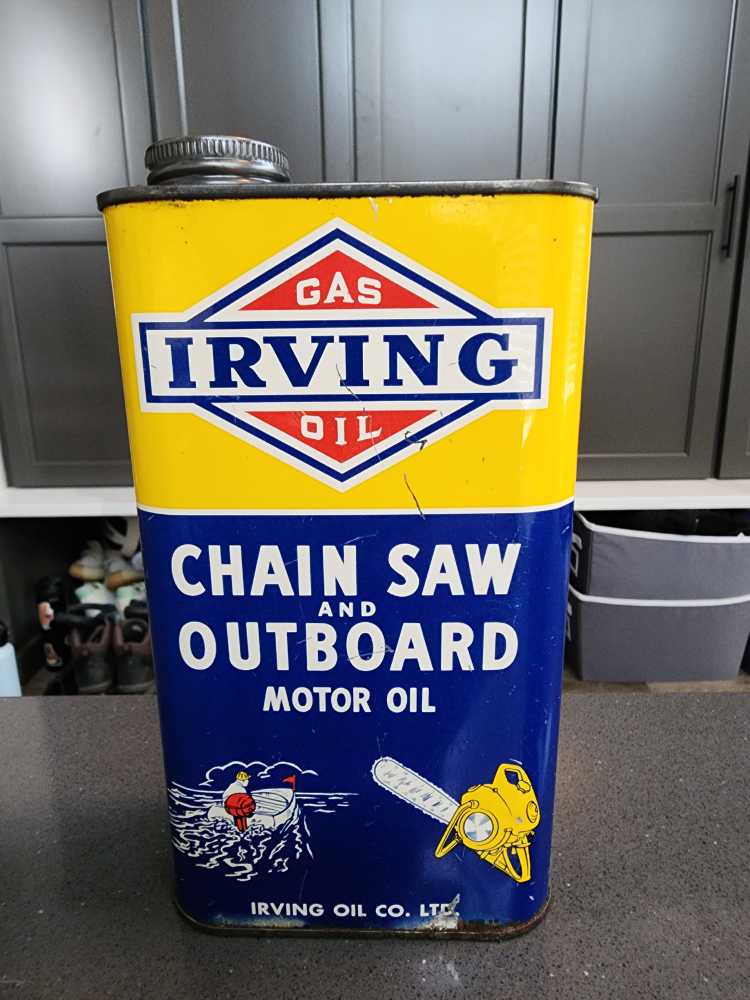 GAS
IRVING
OIL
CHAIN SAW
AND
OUTBOARD
MOTOR OIL
IRVING OIL CO. LTD.